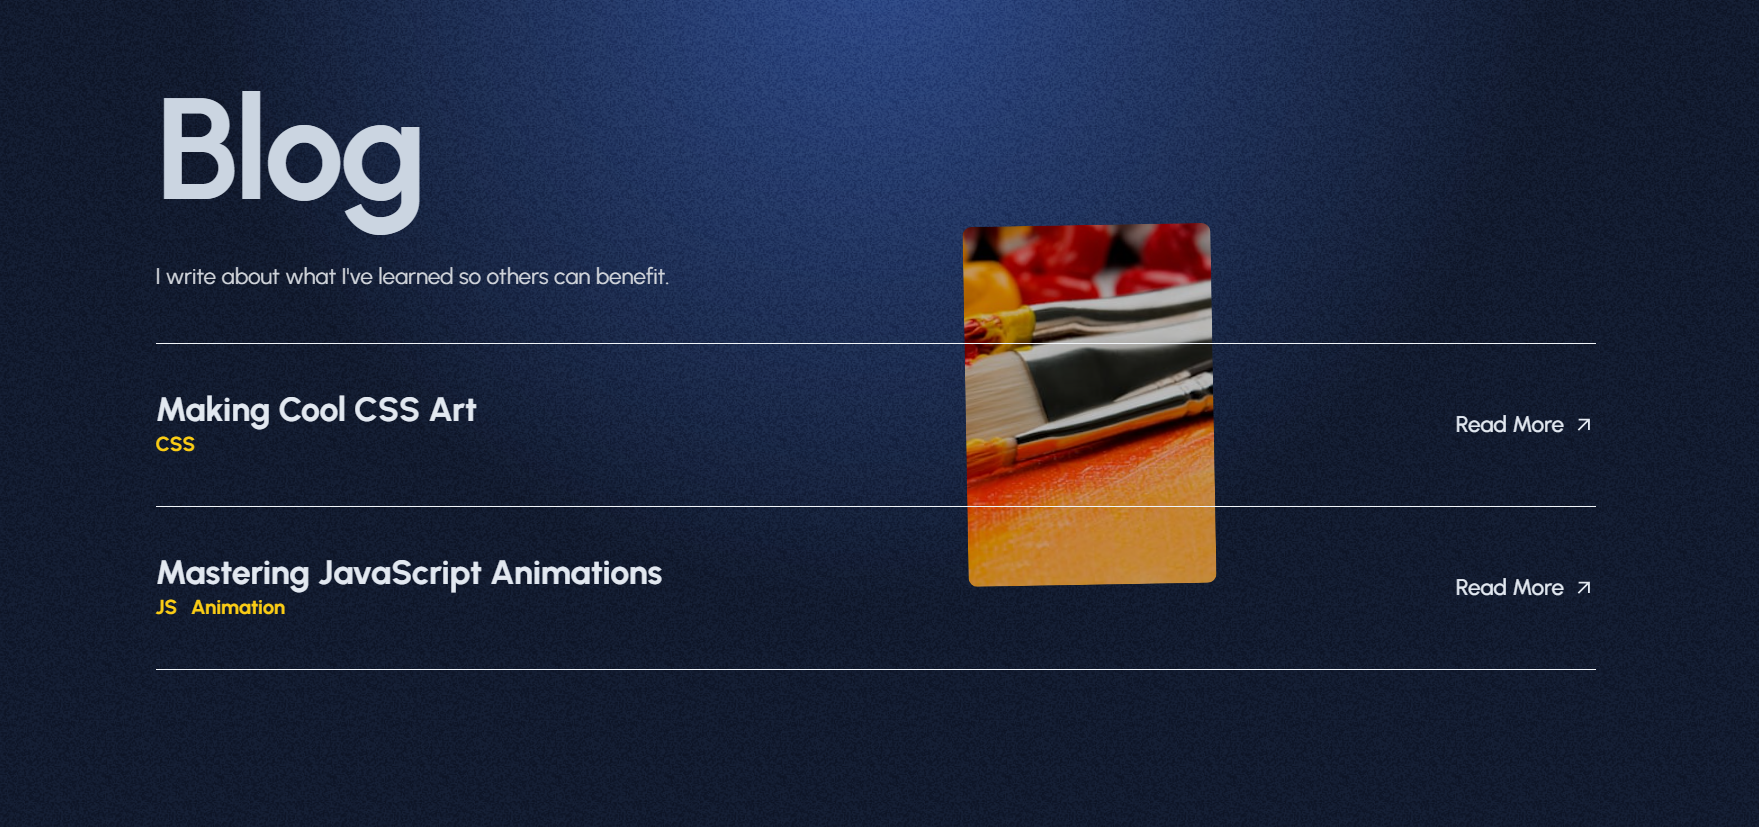 Blog
I write about what I've learned so others can benefit.
Making Cool CSS Art
CSS
Read More
Mastering JavaScript Animations
JS Animation
Read More